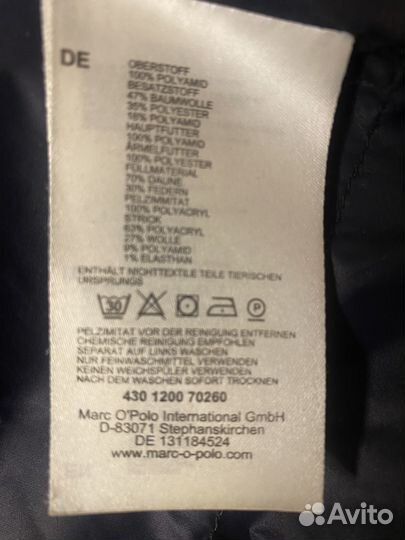 DE
OBERSTOFF
100% POLYAMID
BESATZSTOFF
47% BAUMWOLLE
35% POLYESTER
18% POLYAMID
HAUPTFUTTER
100% POLYAMID
ÄRMELFUTTER
100% POLYESTER
FÜLLMATERIAL
70% DAUNE
30% FEDERN
PELZIMITAT
100% POLYACRYL
STRICK
63% POLYACRYL
27% WOLLE
9% POLYAMID
1% ELASTHAN
ENTHÄLT NICHTTEXTILE TEILE TIERISCHEN
URSPRUNGS
30 P
PELZIMITAT VOR DER REINIGUNG ENTFERNEN
CHEMISCHE REINIGUNG EMPFOHLEN
SEPARAT AUF LINKS WASCHEN
NUR FEINWASCHMITTEL VERWENDEN
KEINEN WEICHSPÜLER VERWENDEN
NACH DEM WASCHEN SOFORT TROCKNEN
430 1200 70260
Marc O'Polo International GmbH
D-83071 Stephanskirchen
DE 131184524
www.marc-o-polo.com
Avito